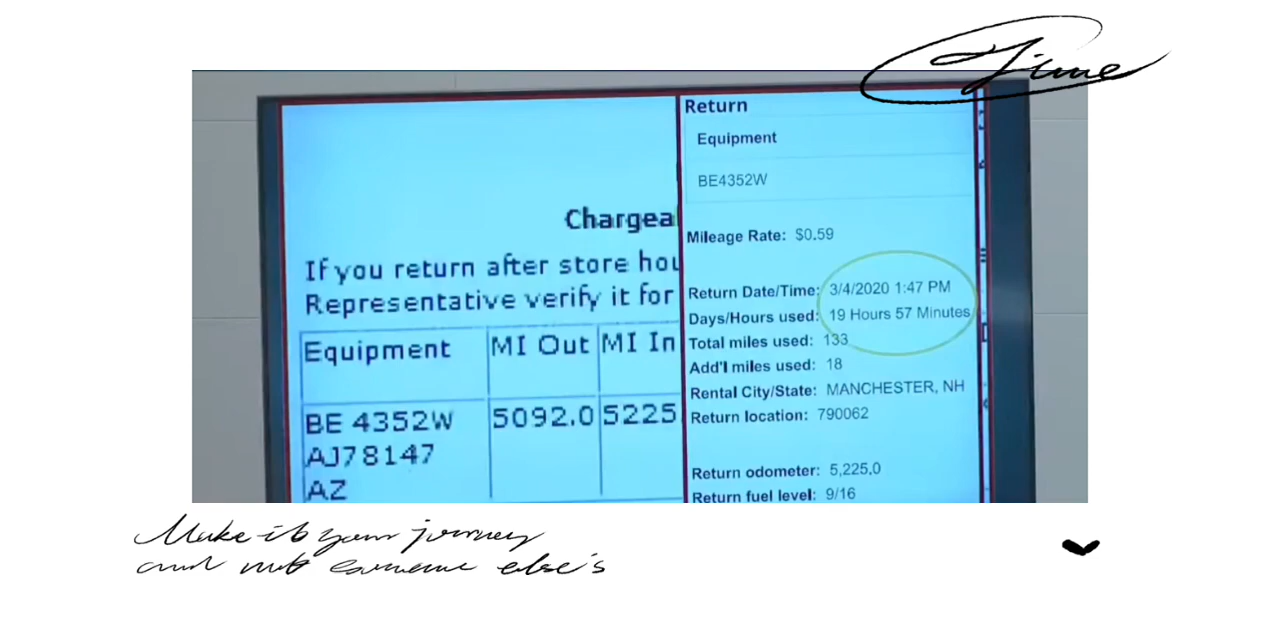 Time
Return
Equipment
BE4352W
Mileage Rate: $0.59
Return Date/Time: 3/4/2020 1:47 PM
Days/Hours used: 19 Hours 57 Minutes
Total miles used: 133
Add'l miles used: 18
Rental City/State: MANCHESTER, NH
Return location: 790062
Return odometer: 5,225.0
Return fuel level: 9/16
Chargea
If you return after store hou
Representative verify it for
Equipment MI Out MI In
BE 4352W 5092.0 5225
AJ78147
AZ
Make it your journey
and not someone else's